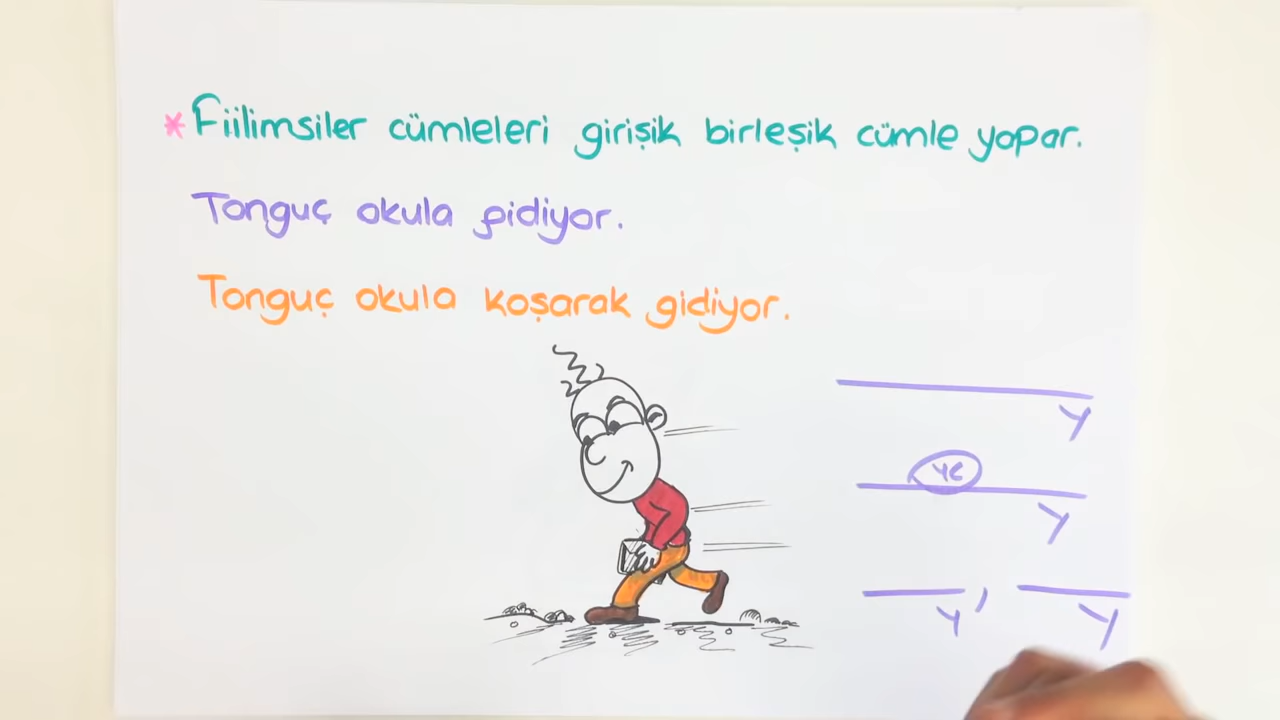 * Fiilimsiler cümleleri girişik birleşik cümle yapar.
Tonguç okula gidiyor.
Tonguç okula koşarak gidiyor.
y
ye
y
y , y